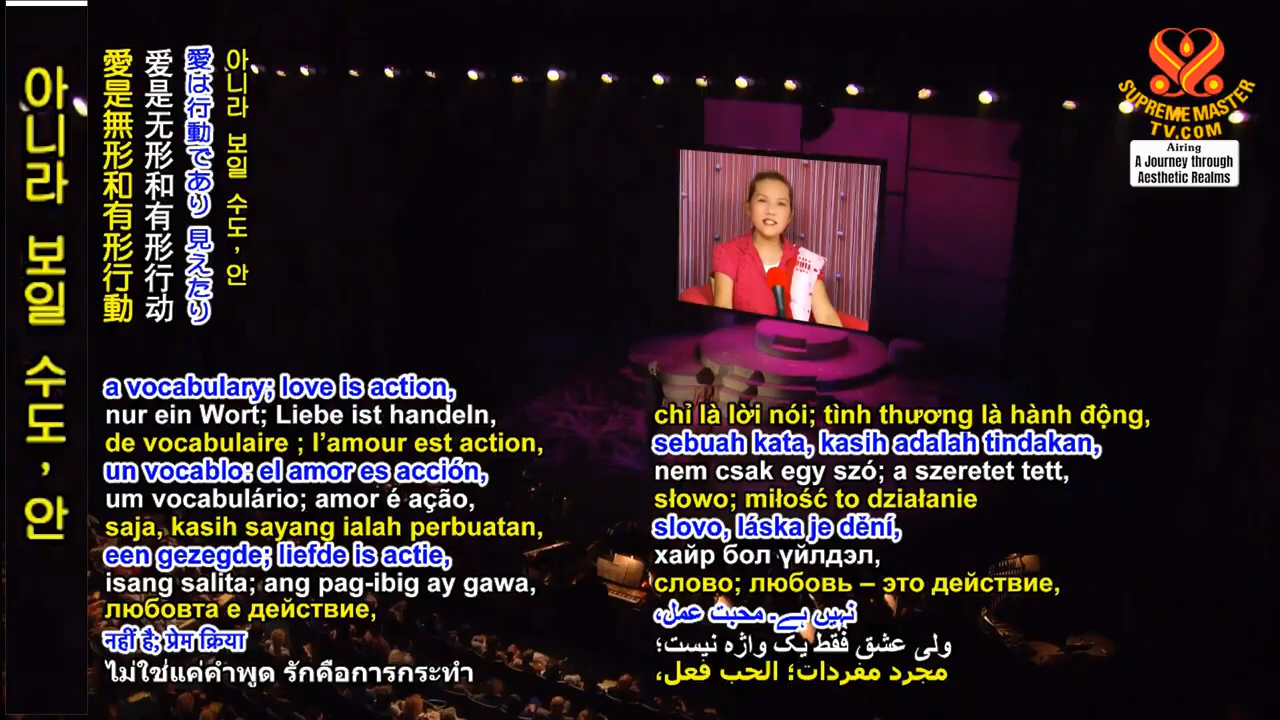 아니라 보일 수도, 안
愛是無形和有形行動
爱是无形和有形行动
愛は行動であり 見えたり
아니라 보일 수도, 안
SUPREME MASTER
TV.COM
Airing
A Journey through
Aesthetic Realms
a vocabulary; love is action,
nur ein Wort; Liebe ist handeln,
de vocabulaire ; l’amour est action,
un vocablo: el amor es acción,
um vocabulário; amor é ação,
saja, kasih sayang ialah perbuatan,
een gezegde; liefde is actie,
isang salita; ang pag-ibig ay gawa,
любовта е действие,
नहीं है; प्रेम क्रिया
ไม่ใช่แค่คำพูด รักคือการกระทำ
chỉ là lời nói; tình thương là hành động,
sebuah kata, kasih adalah tindakan,
nem csak egy szó; a szeretet tett,
słowo; miłość to działanie
slovo, láska je dění,
хайр бол үйлдэл,
слово; любовь – это действие,
نہیں ہے۔ محبت عمل،
ولی عشق فقط یک واژه نیست؛
مجرد مفردات؛ الحب فعل،